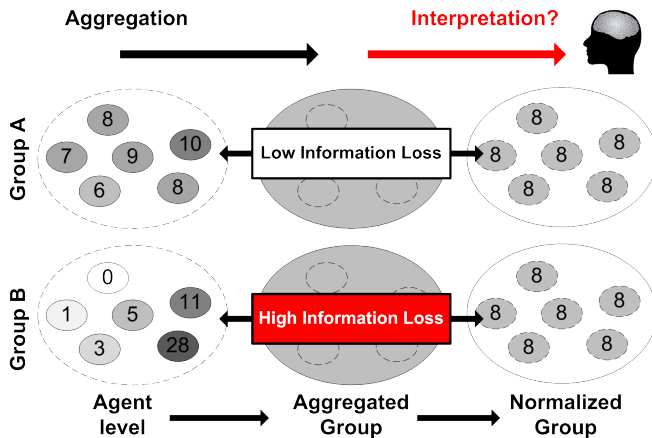 Aggregation
Interpretation?
Group A
8
7
9
10
6
8
Low Information Loss
8
8
8
8
8
8
Group B
0
1
5
11
3
28
High Information Loss
8
8
8
8
8
8
Agent
level
Aggregated
Group
Normalized
Group